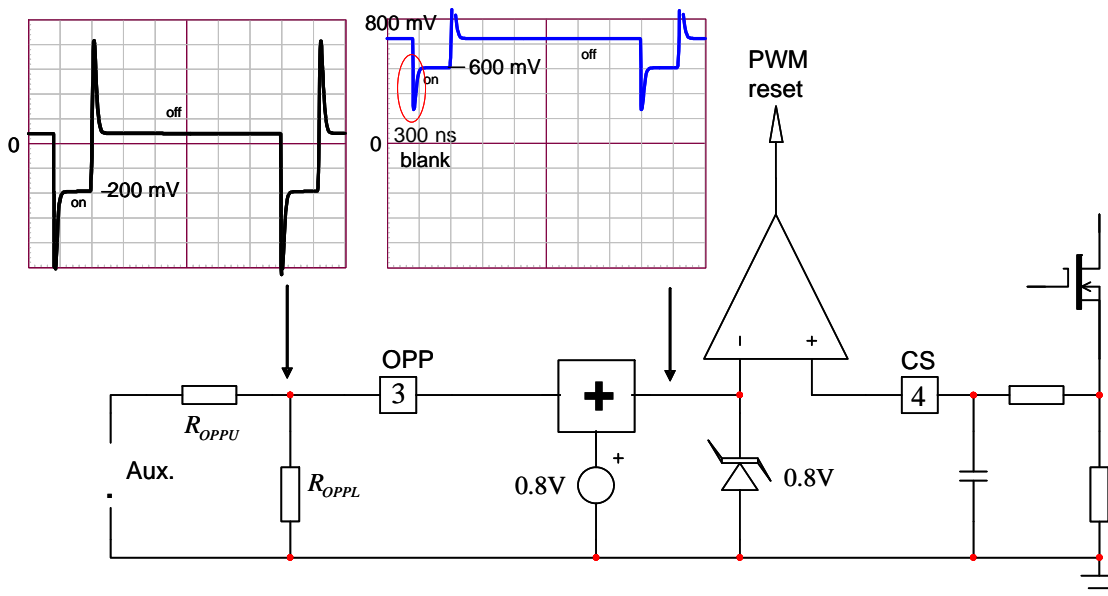 800 mV
0
off
on
-200 mV
600 mV
off
on
0
300 ns
blank
PWM
reset
- +
OPP
3
CS
4
+
R_OPPU
Aux.
R_OPPL
+
0.8V
0.8V